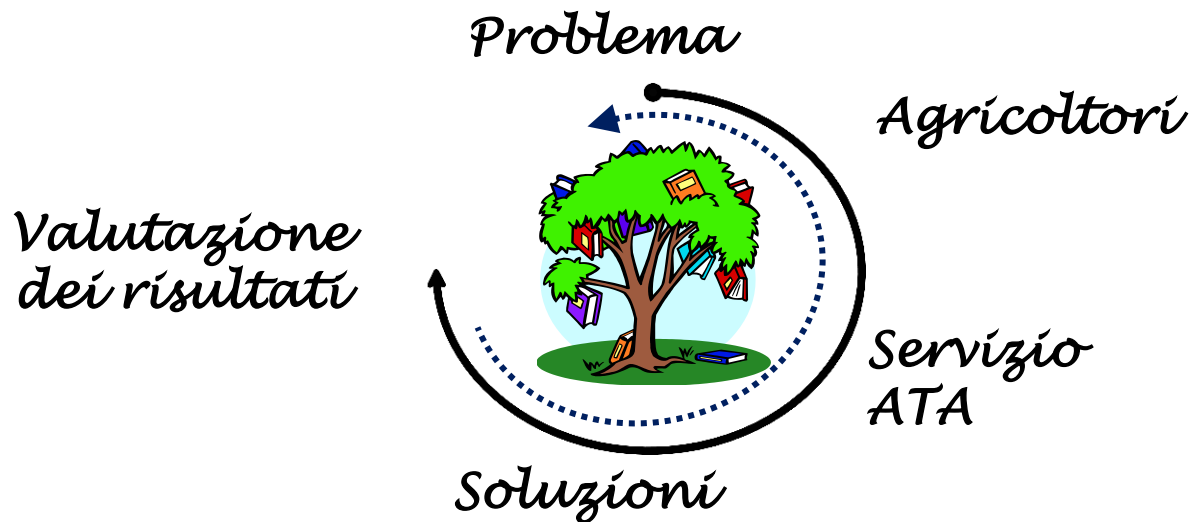 Problema
Agricoltori
Servizio
ATA
Soluzioni
Valutazione
dei risultati